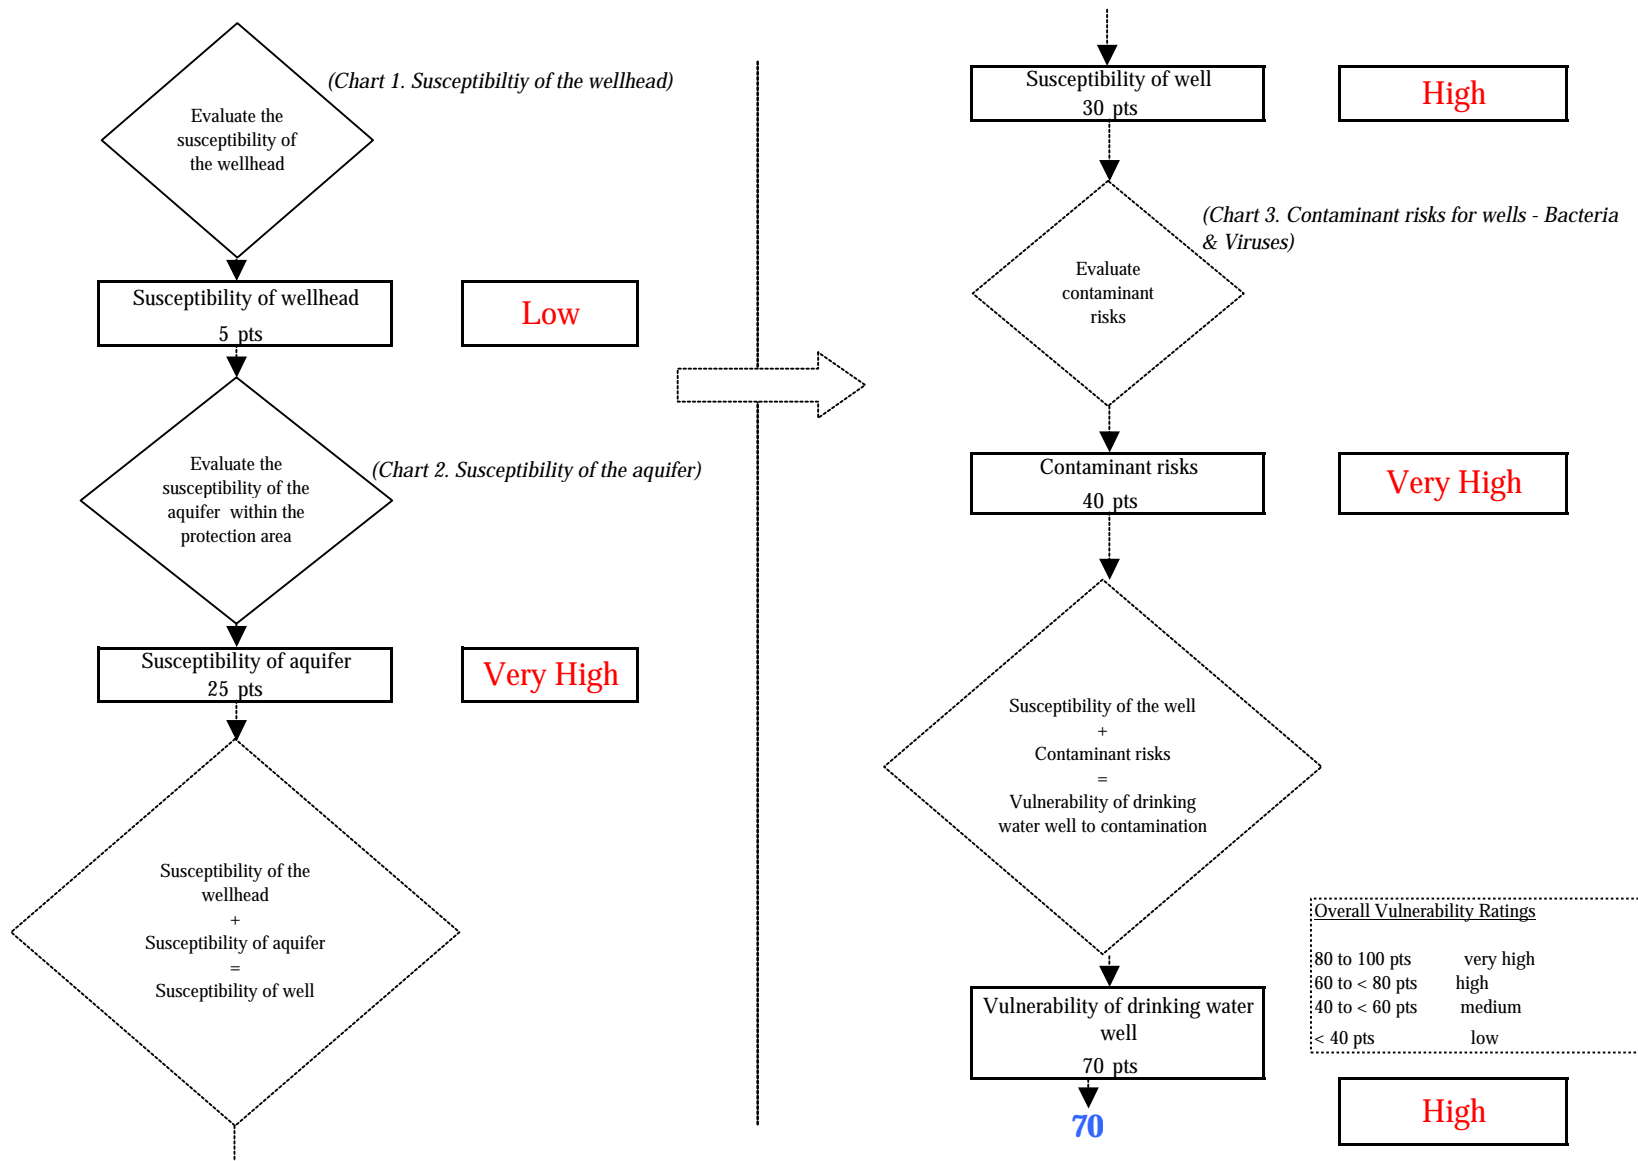 (Chart 1. Susceptibiltiy of the wellhead)
Evaluate the
susceptibility of
the wellhead
Susceptibility of wellhead
5 pts
Low
Evaluate the
susceptibility of the
aquifer within the
protection area
(Chart 2. Susceptibility of the aquifer)
Susceptibility of aquifer
25 pts
Very High
Susceptibility of the
wellhead
+
Susceptibility of aquifer
=
Susceptibility of well
Susceptibility of well
30 pts
High
(Chart 3. Contaminant risks for wells - Bacteria
& Viruses)
Evaluate
contaminant
risks
Contaminant risks
40 pts
Very High
Susceptibility of the well
+
Contaminant risks
=
Vulnerability of drinking
water well to contamination
Overall Vulnerability Ratings
80 to 100 pts very high
60 to < 80 pts high
40 to < 60 pts medium
< 40 pts low
Vulnerability of drinking water
well
70 pts
70
High